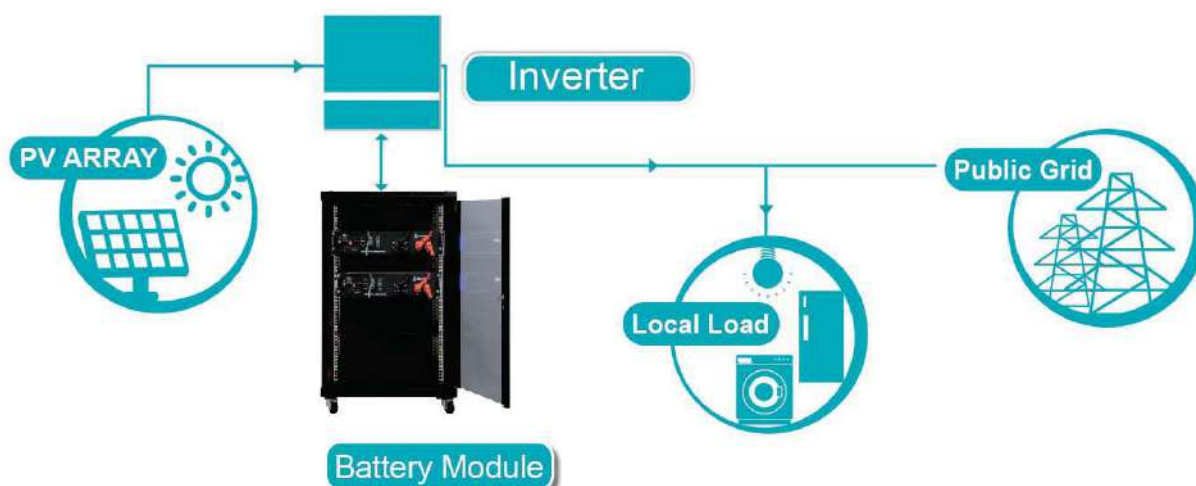 Inverter
PV ARRAY
Public Grid
Local Load
Battery Module